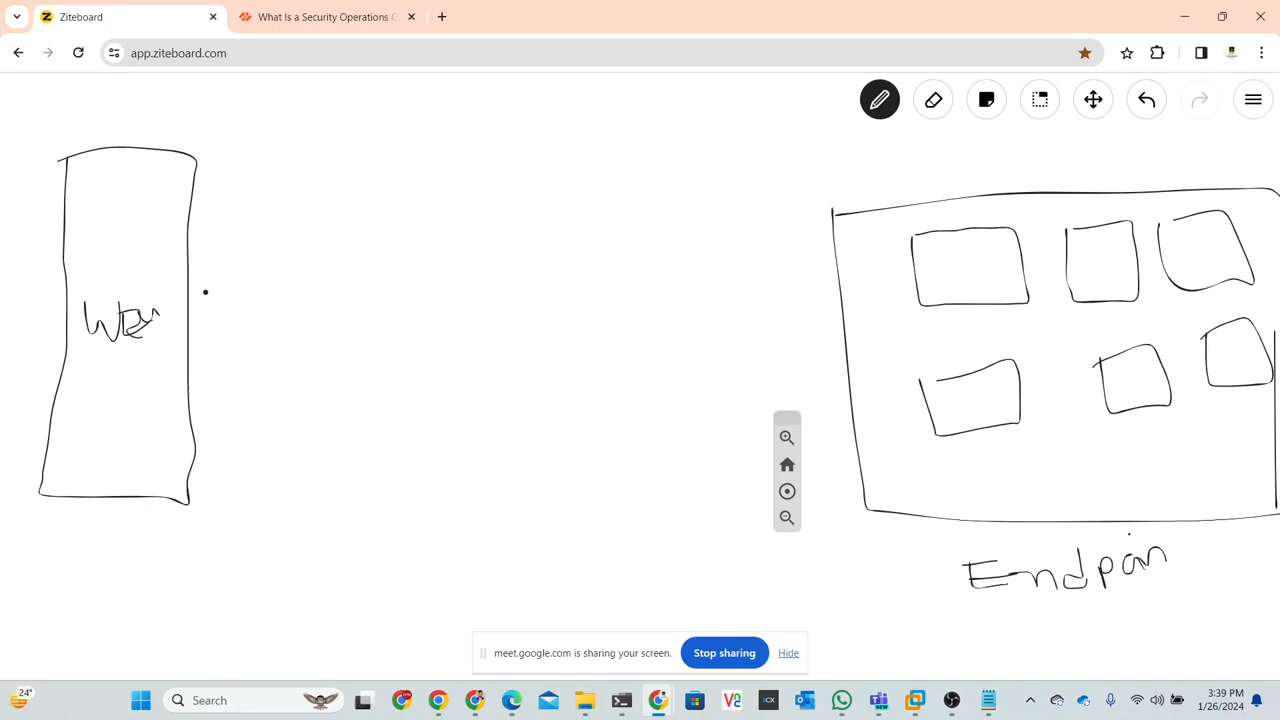 Ziteboard
What Is a Security Operations C
app.ziteboard.com
Endpoin
meet.google.com is sharing your screen.
Stop sharing
Hide
24°
Search
3:39 PM
1/26/2024